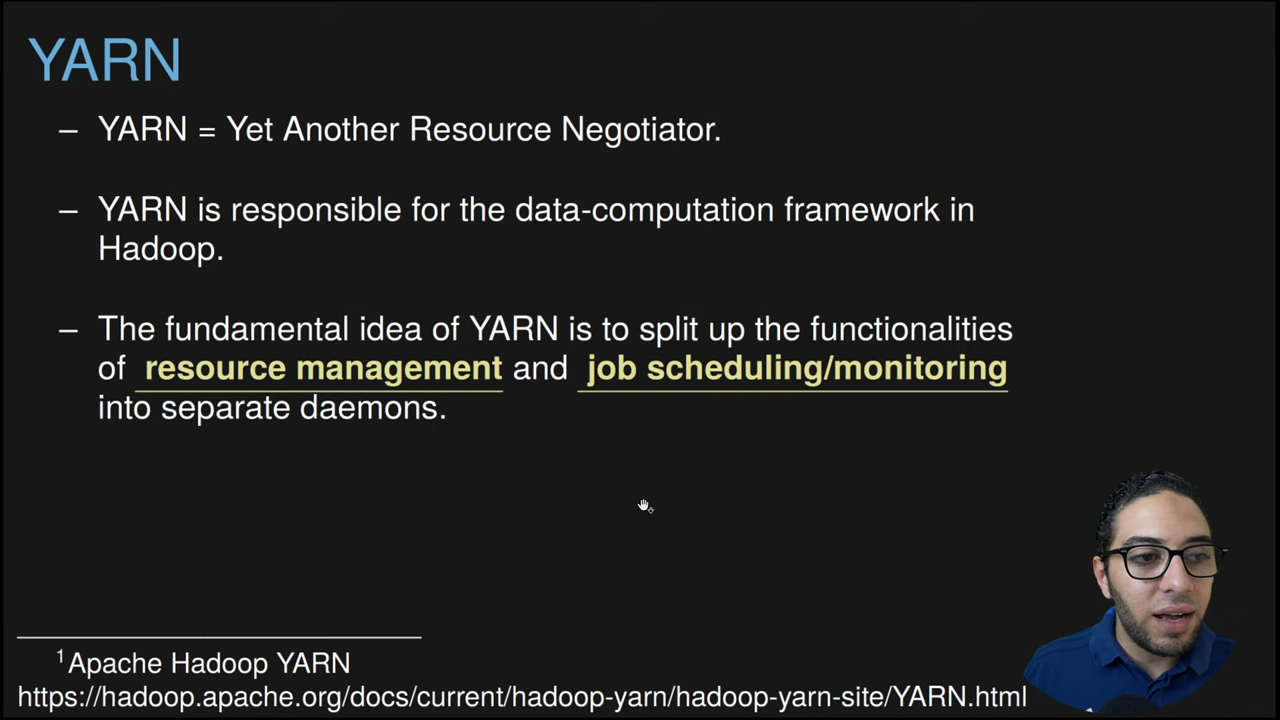 YARN
– YARN = Yet Another Resource Negotiator.
– YARN is responsible for the data-computation framework in
Hadoop.
– The fundamental idea of YARN is to split up the functionalities
of resource management and job scheduling/monitoring
into separate daemons.
1Apache Hadoop YARN
https://hadoop.apache.org/docs/current/hadoop-yarn/hadoop-yarn-site/YARN.html